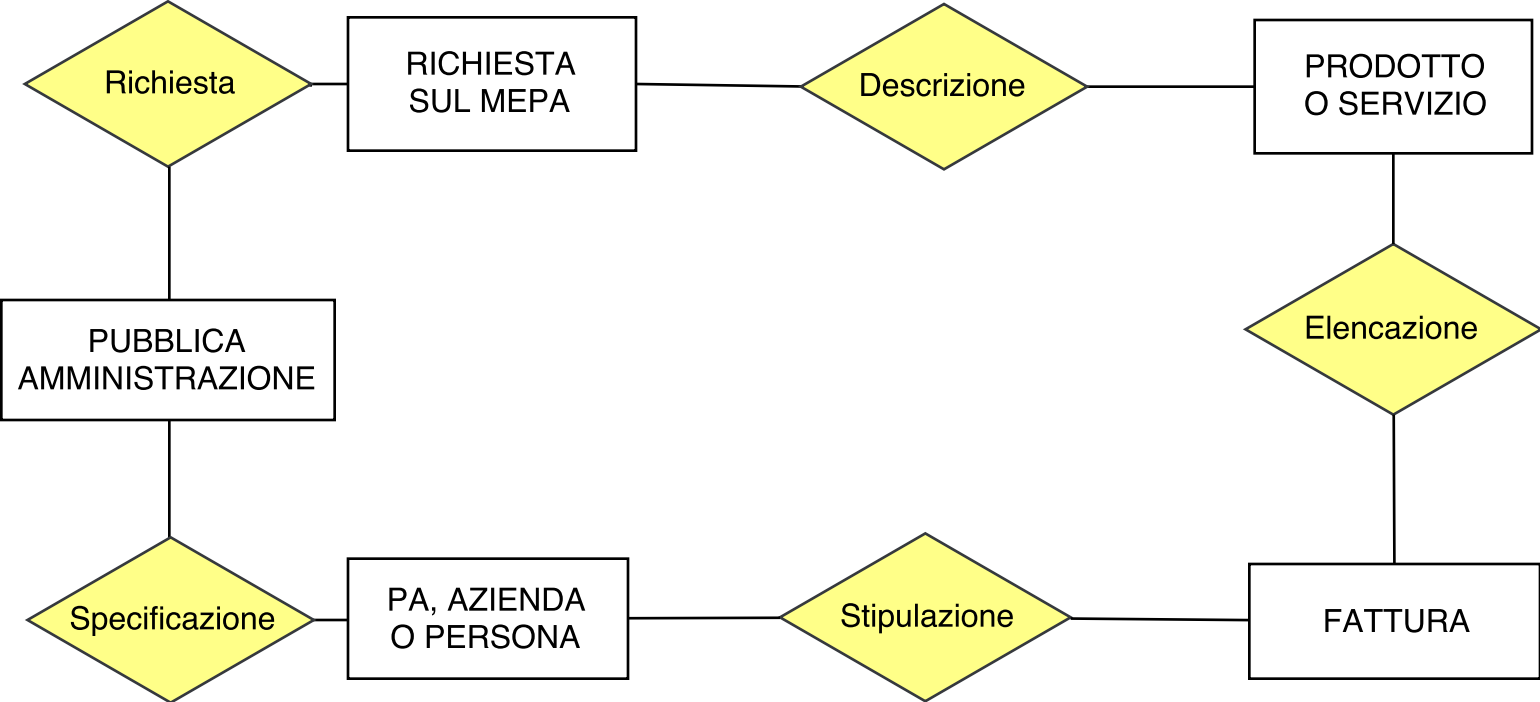 Richiesta
RICHIESTA
SUL MEPA
Descrizione
PRODOTTO
O SERVIZIO
PUBBLICA
AMMINISTRAZIONE
Elencazione
Specificazione
PA, AZIENDA
O PERSONA
Stipulazione
FATTURA